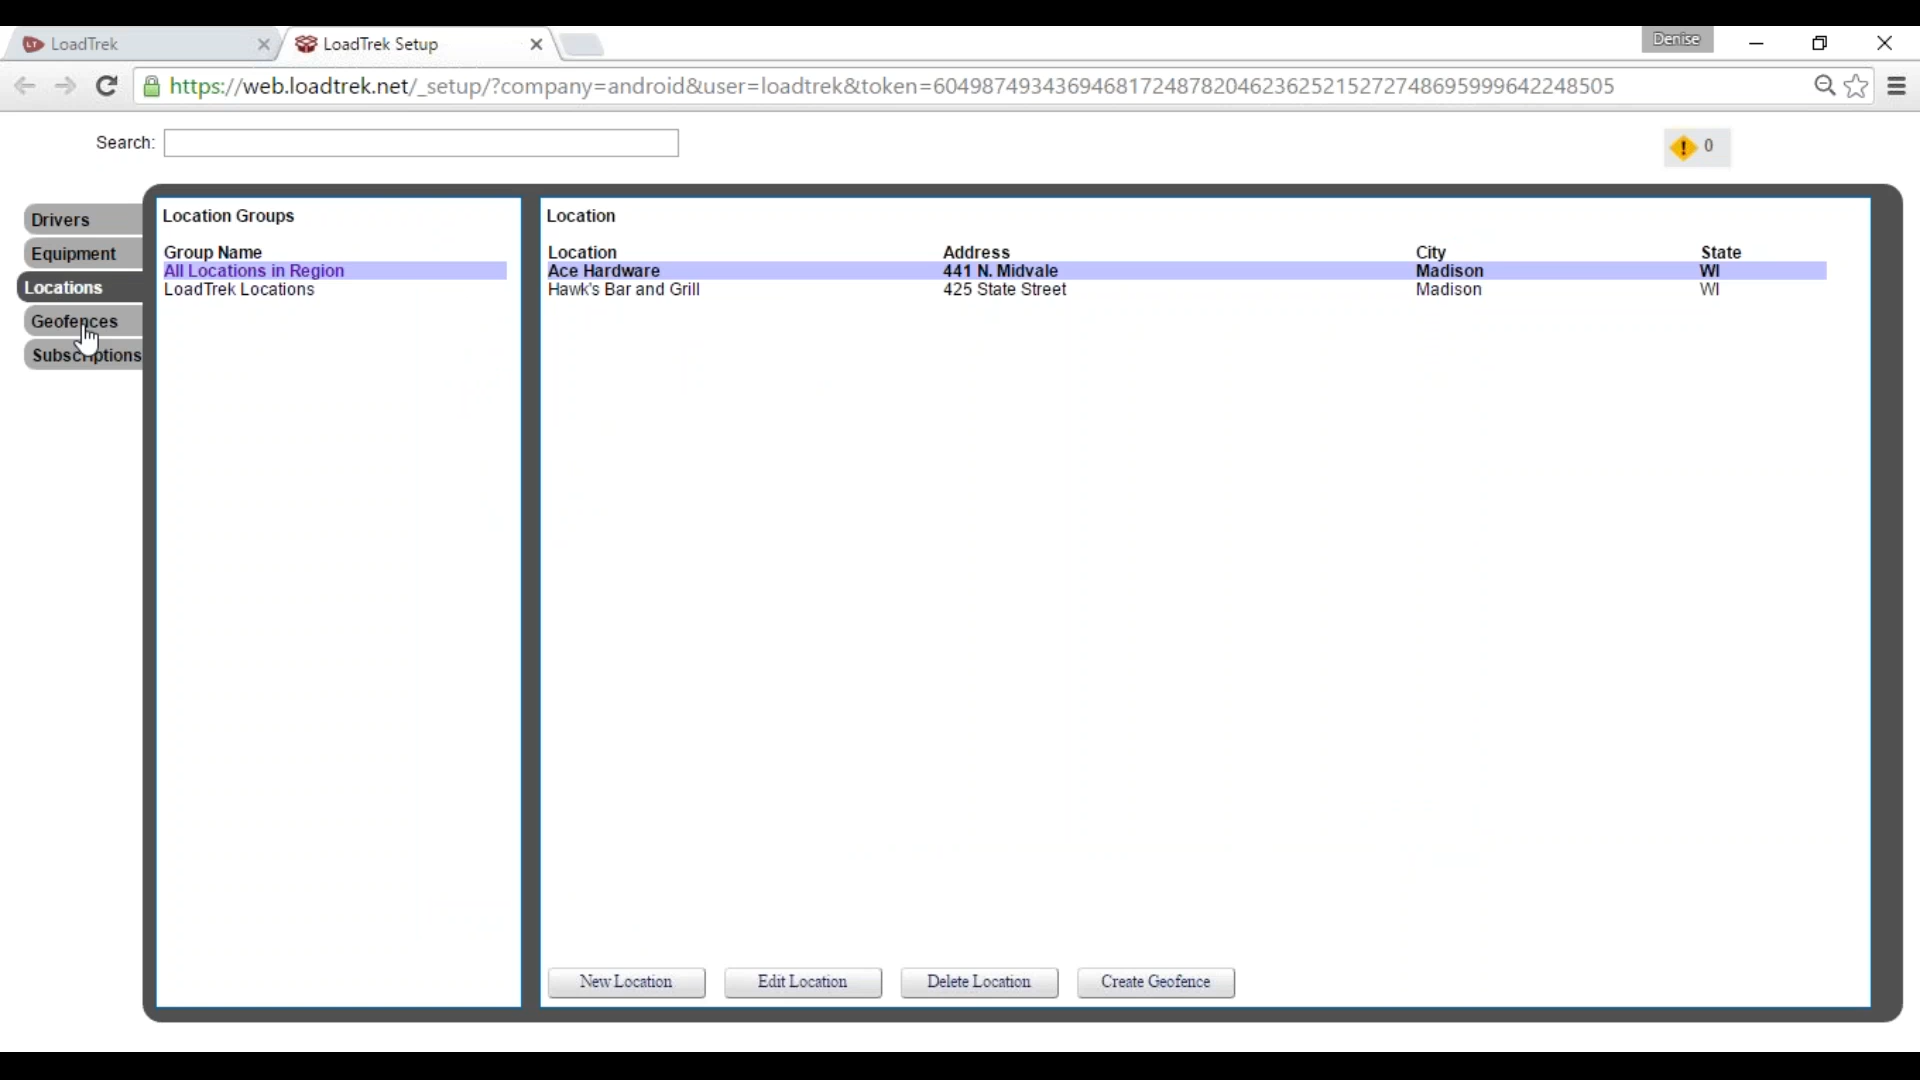 LoadTrek
LoadTrek Setup
Denise
https://web.loadtrek.net/_setup/?company=android&user=loadtrek&token=60498749343694681724878204623625215272748695999642248505
Search:
0
Drivers
Equipment
Locations
Geofences
Subscriptions
Location Groups
Group Name
All Locations in Region
LoadTrek Locations
Location
Location Address City State
Ace Hardware 441 N. Midvale Madison WI
Hawk's Bar and Grill 425 State Street Madison WI
New Location Edit Location Delete Location Create Geofence